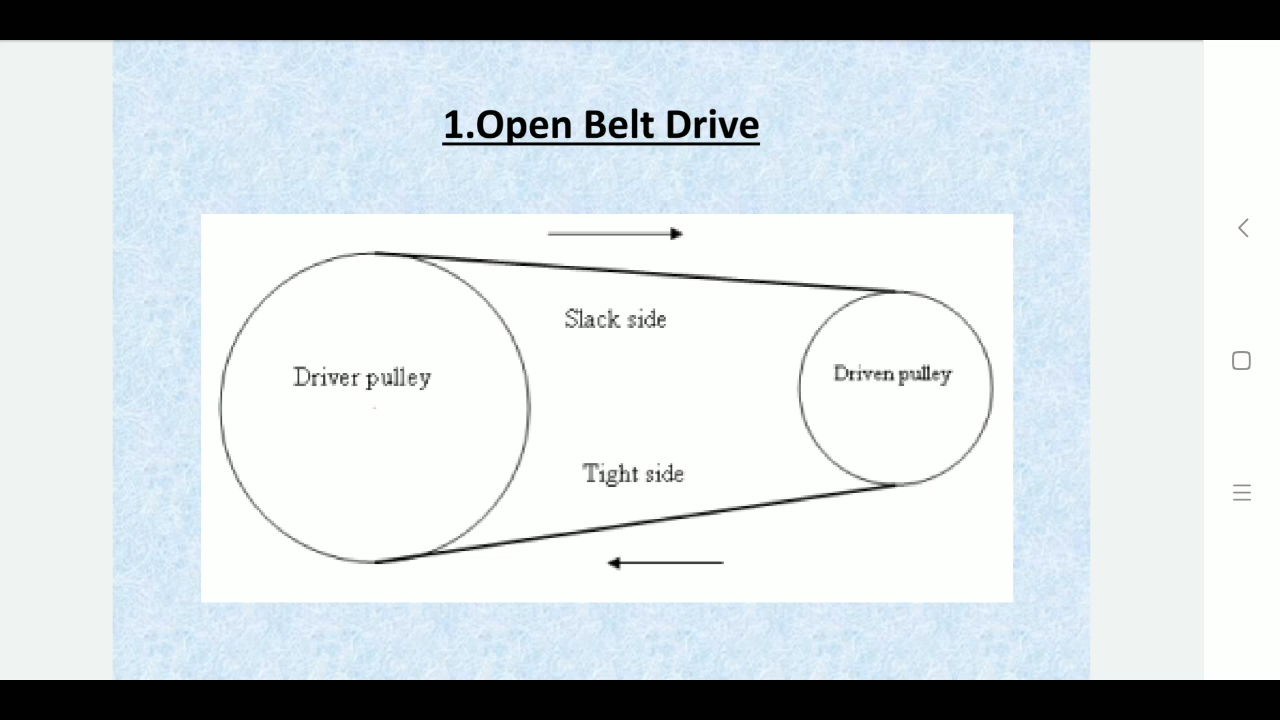 1.Open Belt Drive
Slack side
Driver pulley
Driven pulley
Tight side